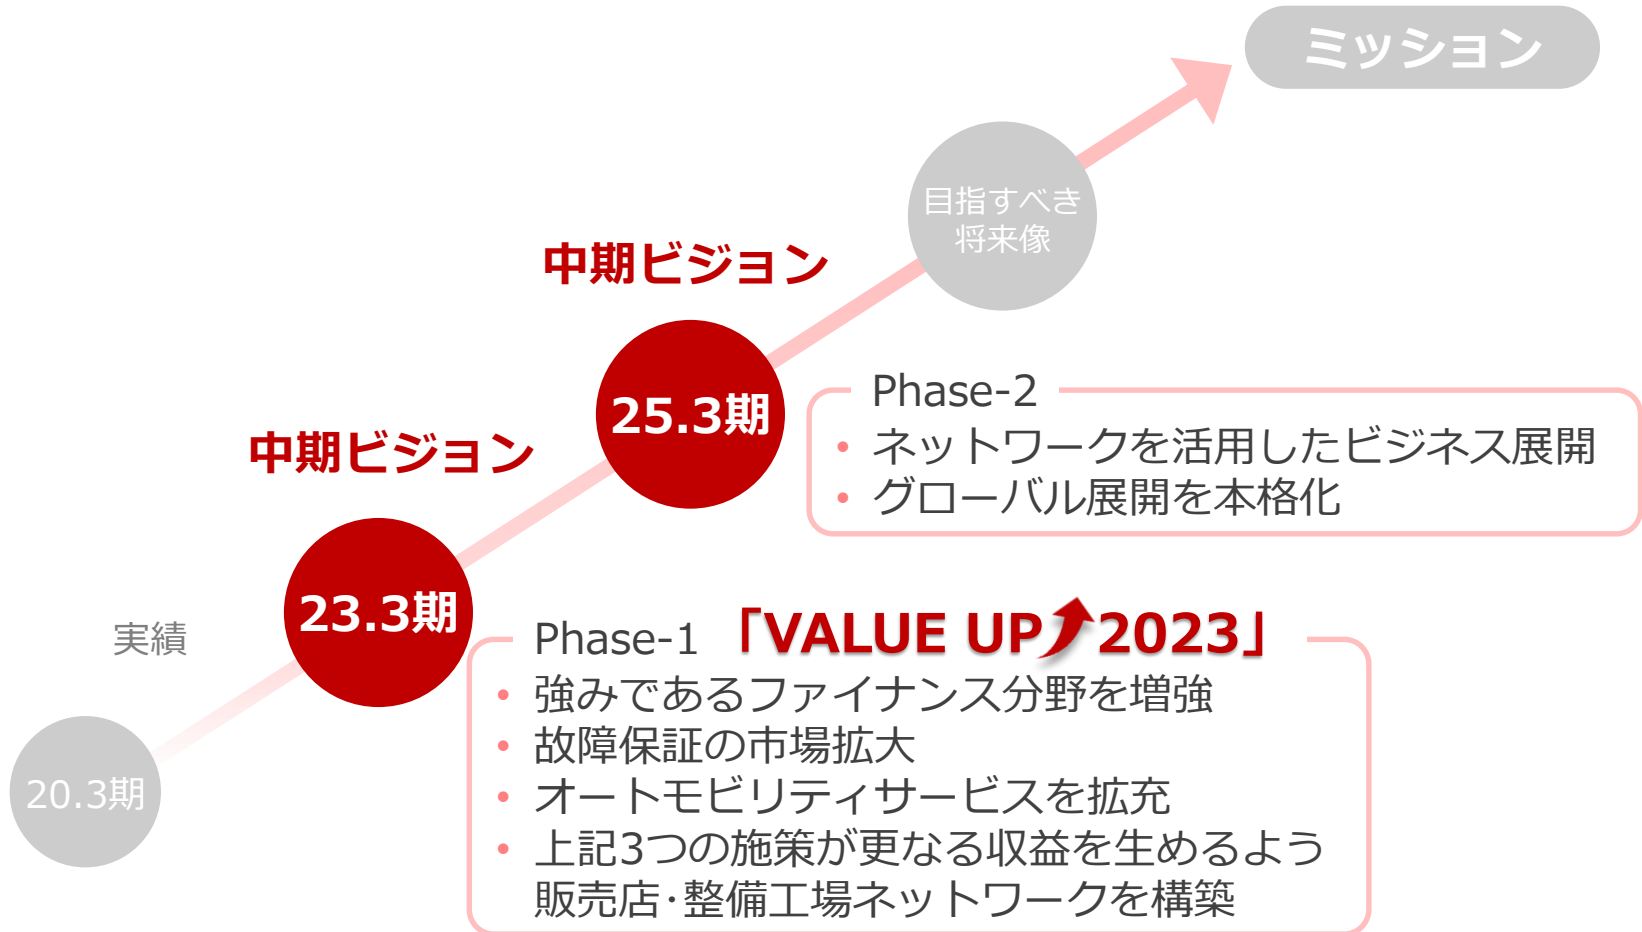 ミッション
目指すべき
将来像
中期ビジョン
25.3期
Phase-2
• ネットワークを活用したビジネス展開
• グローバル展開を本格化
中期ビジョン
23.3期
Phase-1 「VALUE UP 2023」
• 強みであるファイナンス分野を増強
• 故障保証の市場拡大
• オートモビリティサービスを拡充
• 上記3つの施策が更なる収益を生めるよう
販売店･整備工場ネットワークを構築
実績
20.3期